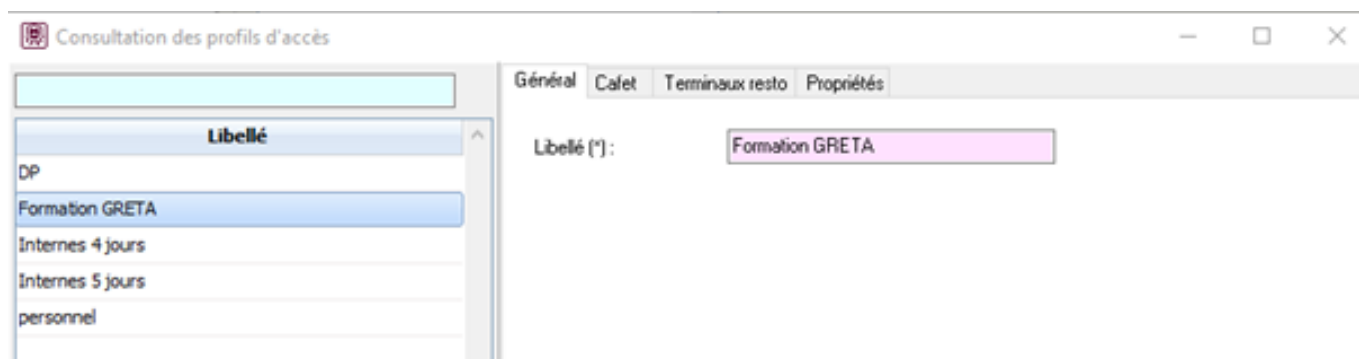 Consultation des profils d'accès
Général Cafet Terminaux resto Propriétés
Libellé
DP
Formation GRETA
Internes 4 jours
Internes 5 jours
personnel
Libellé (*) : Formation GRETA